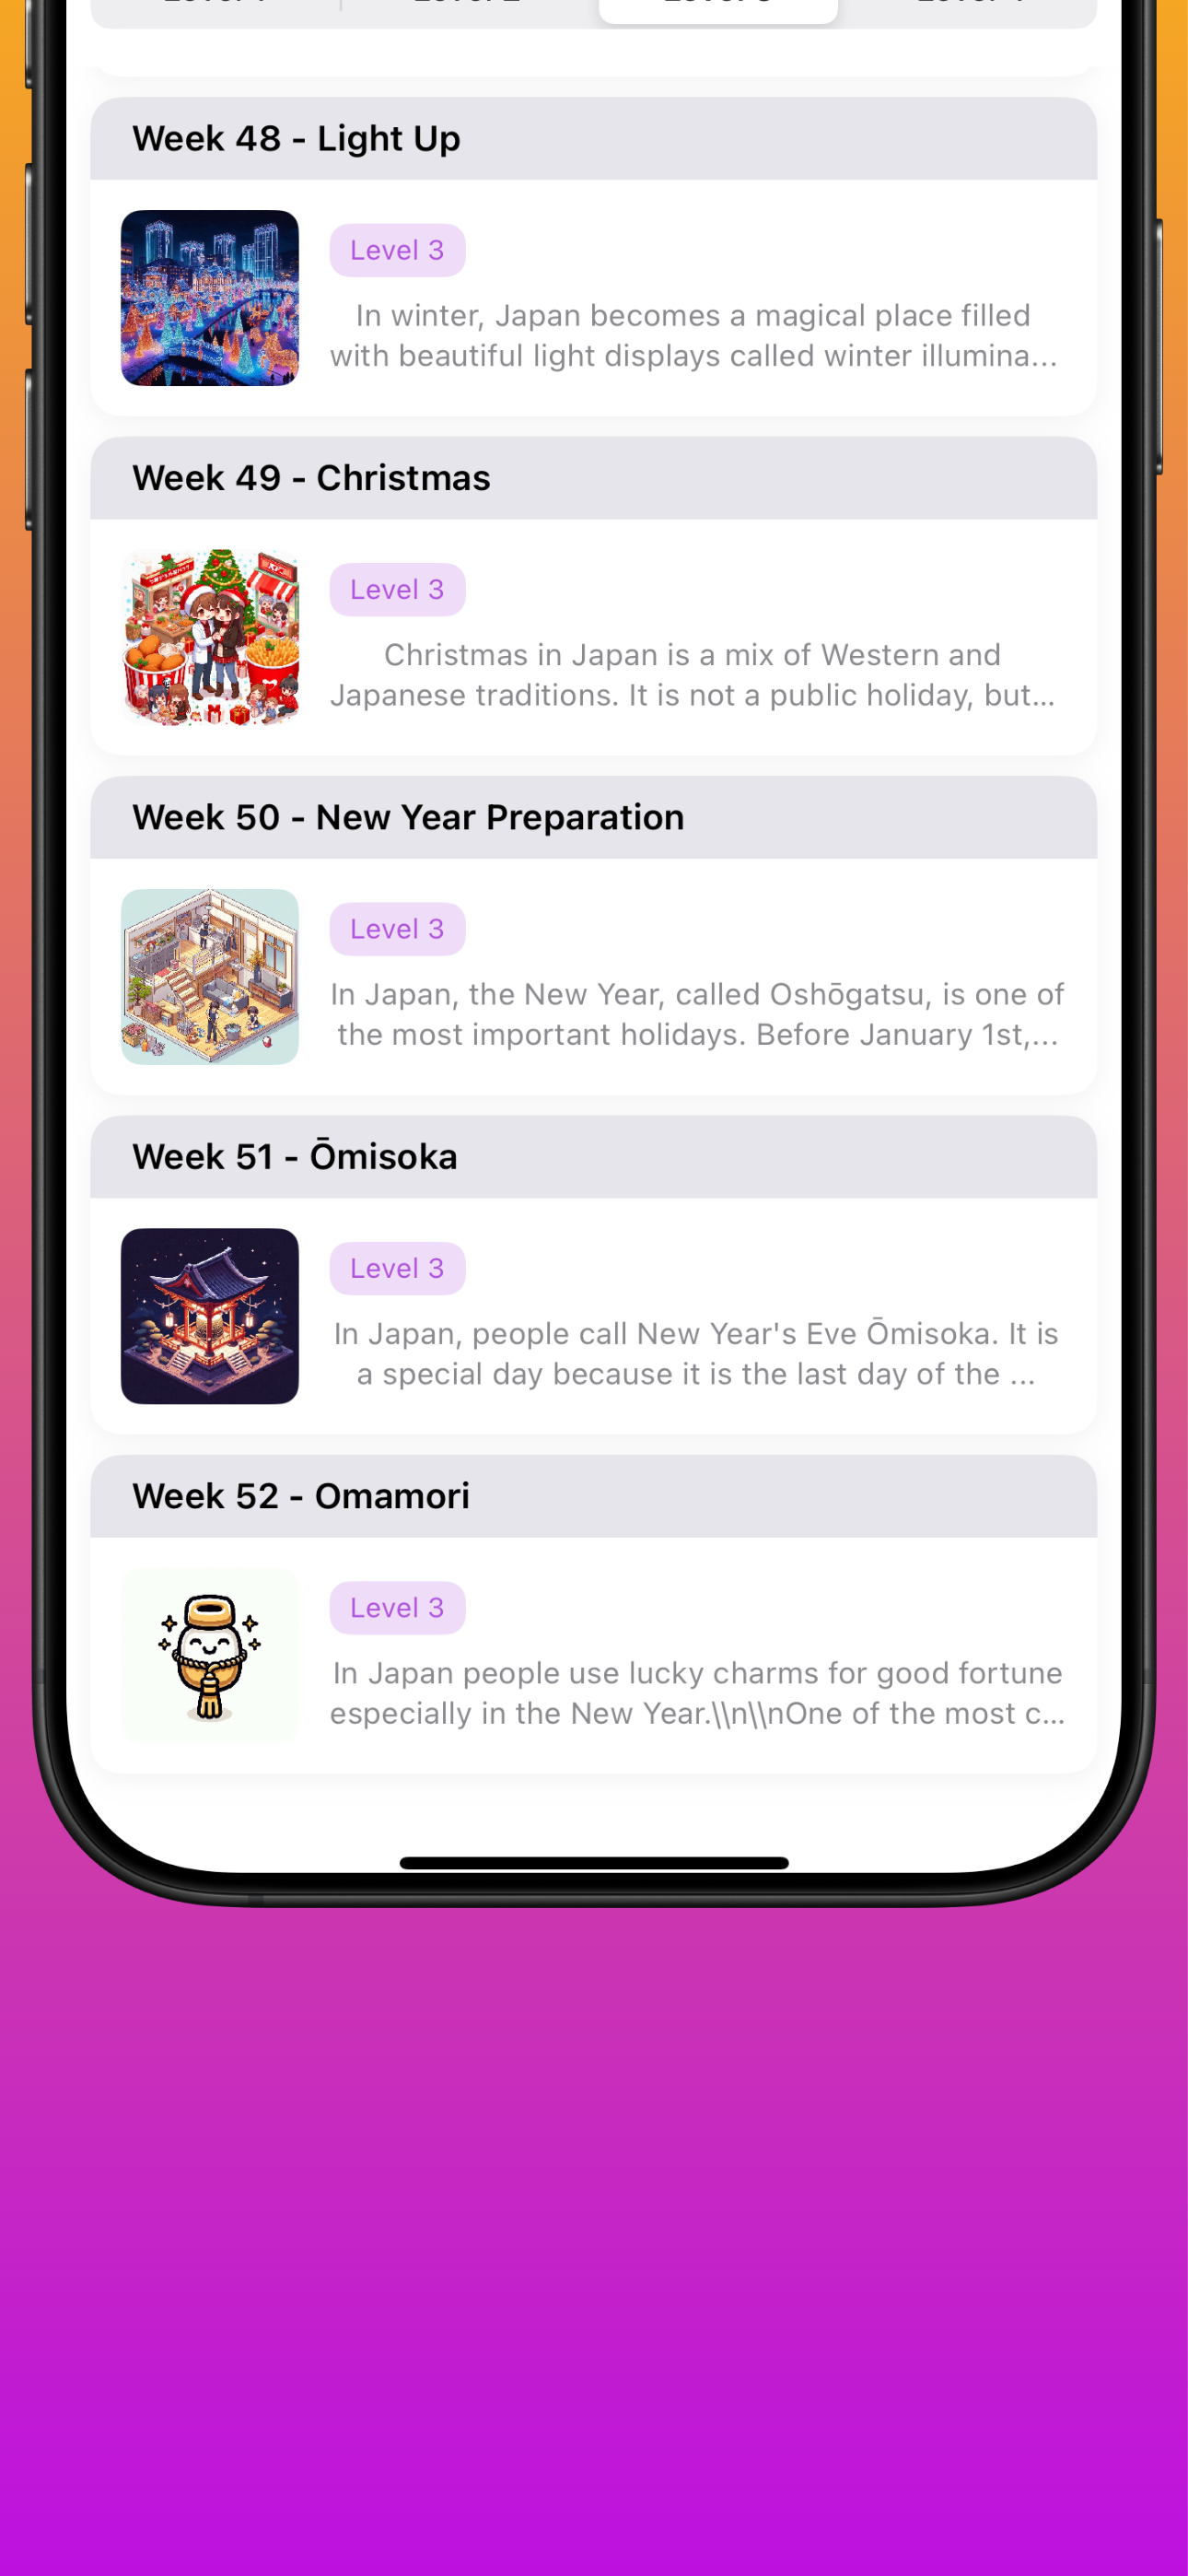 Week 48 - Light Up
Level 3
In winter, Japan becomes a magical place filled
with beautiful light displays called winter illumina...
Week 49 - Christmas
Level 3
Christmas in Japan is a mix of Western and
Japanese traditions. It is not a public holiday, but...
Week 50 - New Year Preparation
Level 3
In Japan, the New Year, called Oshōgatsu, is one of
the most important holidays. Before January 1st,...
Week 51 - Ōmisoka
Level 3
In Japan, people call New Year's Eve Ōmisoka. It is
a special day because it is the last day of the ...
Week 52 - Omamori
Level 3
In Japan people use lucky charms for good fortune
especially in the New Year.\\n\\nOne of the most c...